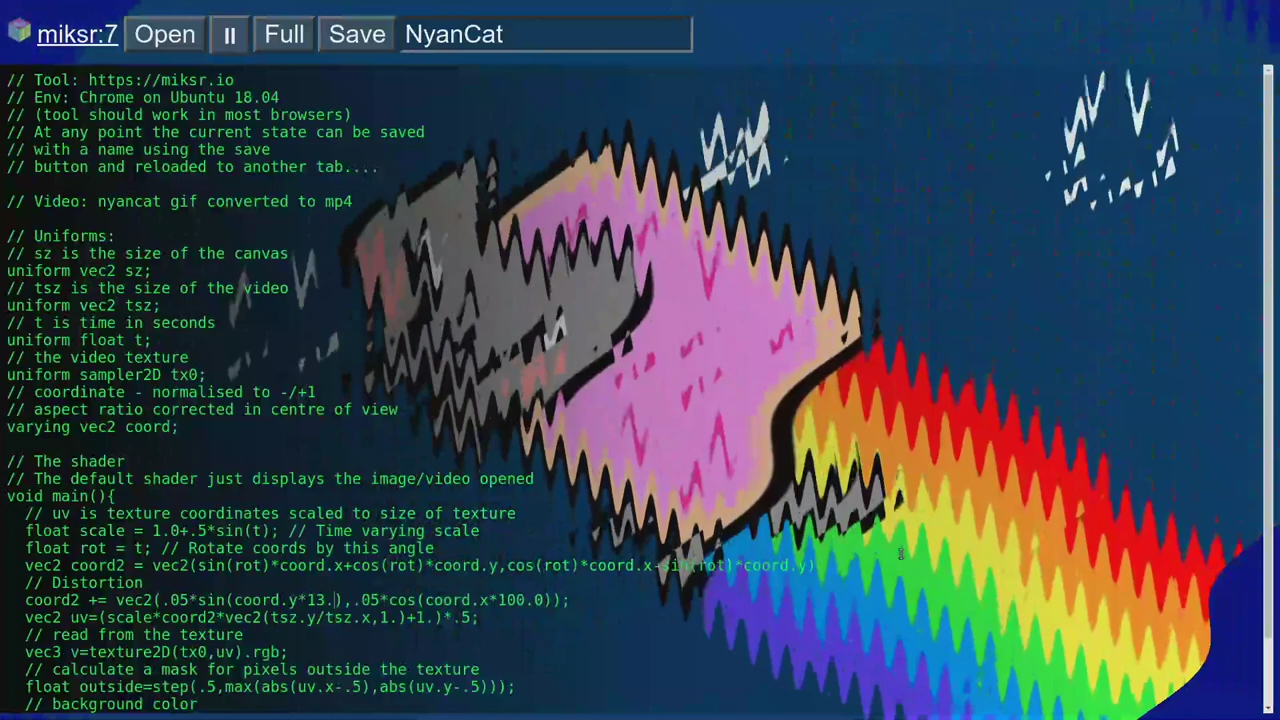 miksr:7 Open Full Save NyanCat
// Tool: https://miksr.io
// Env: Chrome on Ubuntu 18.04
// (tool should work in most browsers)
// At any point the current state can be saved
// with a name using the save
// button and reloaded to another tab....
// Video: nyancat gif converted to mp4
// Uniforms:
// sz is the size of the canvas
uniform vec2 sz;
// tsz is the size of the video
uniform vec2 tsz;
// t is time in seconds
uniform float t;
// the video texture
uniform sampler2D tx0;
// coordinate - normalised to -/+1
// aspect ratio corrected in centre of view
varying vec2 coord;
// The shader
// The default shader just displays the image/video opened
void main(){
// uv is texture coordinates scaled to size of texture
float scale = 1.0+.5*sin(t); // Time varying scale
float rot = t; // Rotate coords by this angle
vec2 coord2 = vec2(sin(rot)*coord.x+cos(rot)*coord.y,cos(rot)*coord.x-sin(rot)*coord.y)
// Distortion
coord2 += vec2(.05*sin(coord.y*13.),.05*cos(coord.x*100.0));
vec2 uv=(scale*coord2*vec2(tsz.y/tsz.x,1.)+1.)*.5;
// read from the texture
vec3 v=texture2D(tx0,uv).rgb;
// calculate a mask for pixels outside the texture
float outside=step(.5,max(abs(uv.x-.5),abs(uv.y-.5)));
// background color